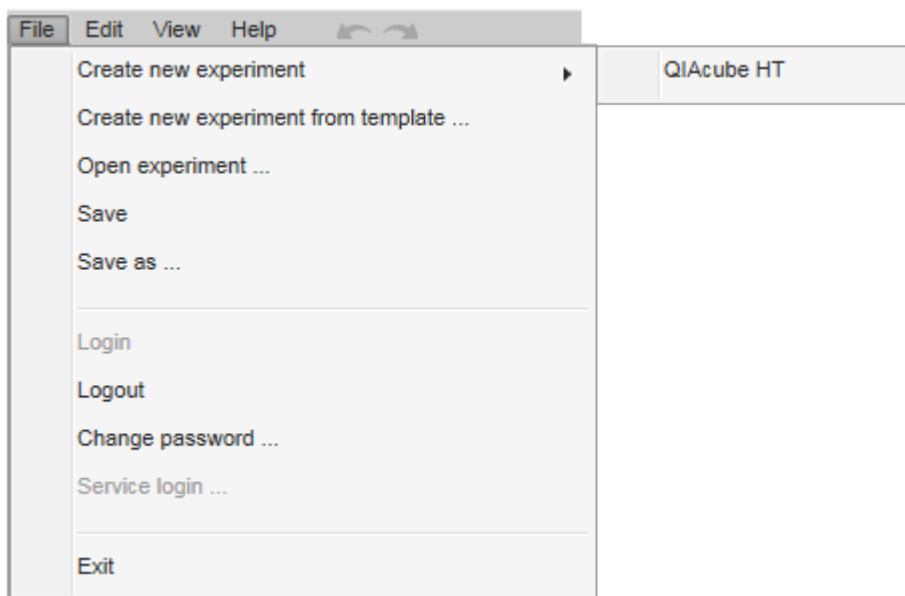 File Edit View Help
Create new experiment QIAcube HT
Create new experiment from template ...
Open experiment ...
Save
Save as ...
Login
Logout
Change password ...
Service login ...
Exit